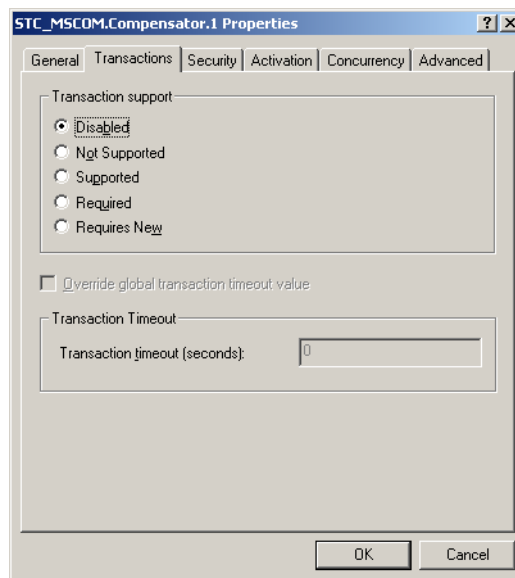 STC_MSCOM.Compensator.1 Properties
General Transactions Security Activation Concurrency Advanced
Transaction support
Disabled
Not Supported
Supported
Required
Requires New
Override global transaction timeout value
Transaction Timeout
Transaction timeout (seconds): 0
OK Cancel